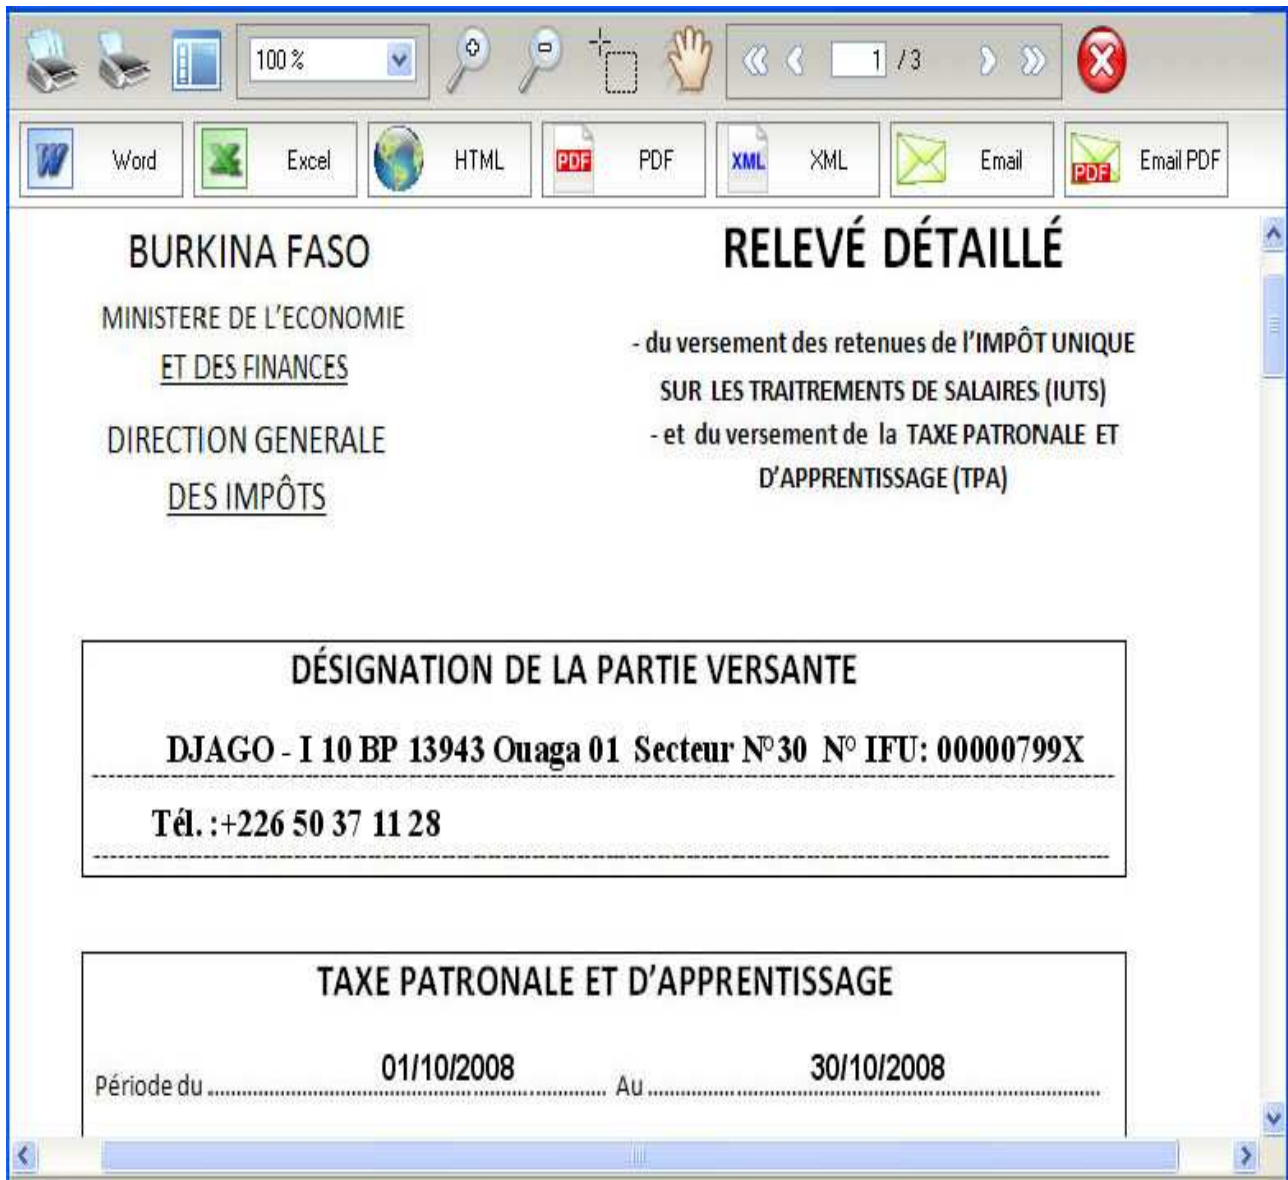 100 %
1 / 3
Word Excel HTML PDF PDF XML XML Email PDF Email PDF
BURKINA FASO
MINISTERE DE L'ECONOMIE
ET DES FINANCES
DIRECTION GENERALE
DES IMPÔTS
RELEVÉ DÉTAILLÉ
- du versement des retenues de l'IMPÔT UNIQUE
SUR LES TRAITREMENTS DE SALAIRES (IUTS)
- et du versement de la TAXE PATRONALE ET
D'APPRENTISSAGE (TPA)
DÉSIGNATION DE LA PARTIE VERSANTE
DJAGO - I 10 BP 13943 Ouaga 01 Secteur N°30 N° IFU: 00000799X
Tél. :+226 50 37 11 28
TAXE PATRONALE ET D'APPRENTISSAGE
Période du 01/10/2008 Au 30/10/2008